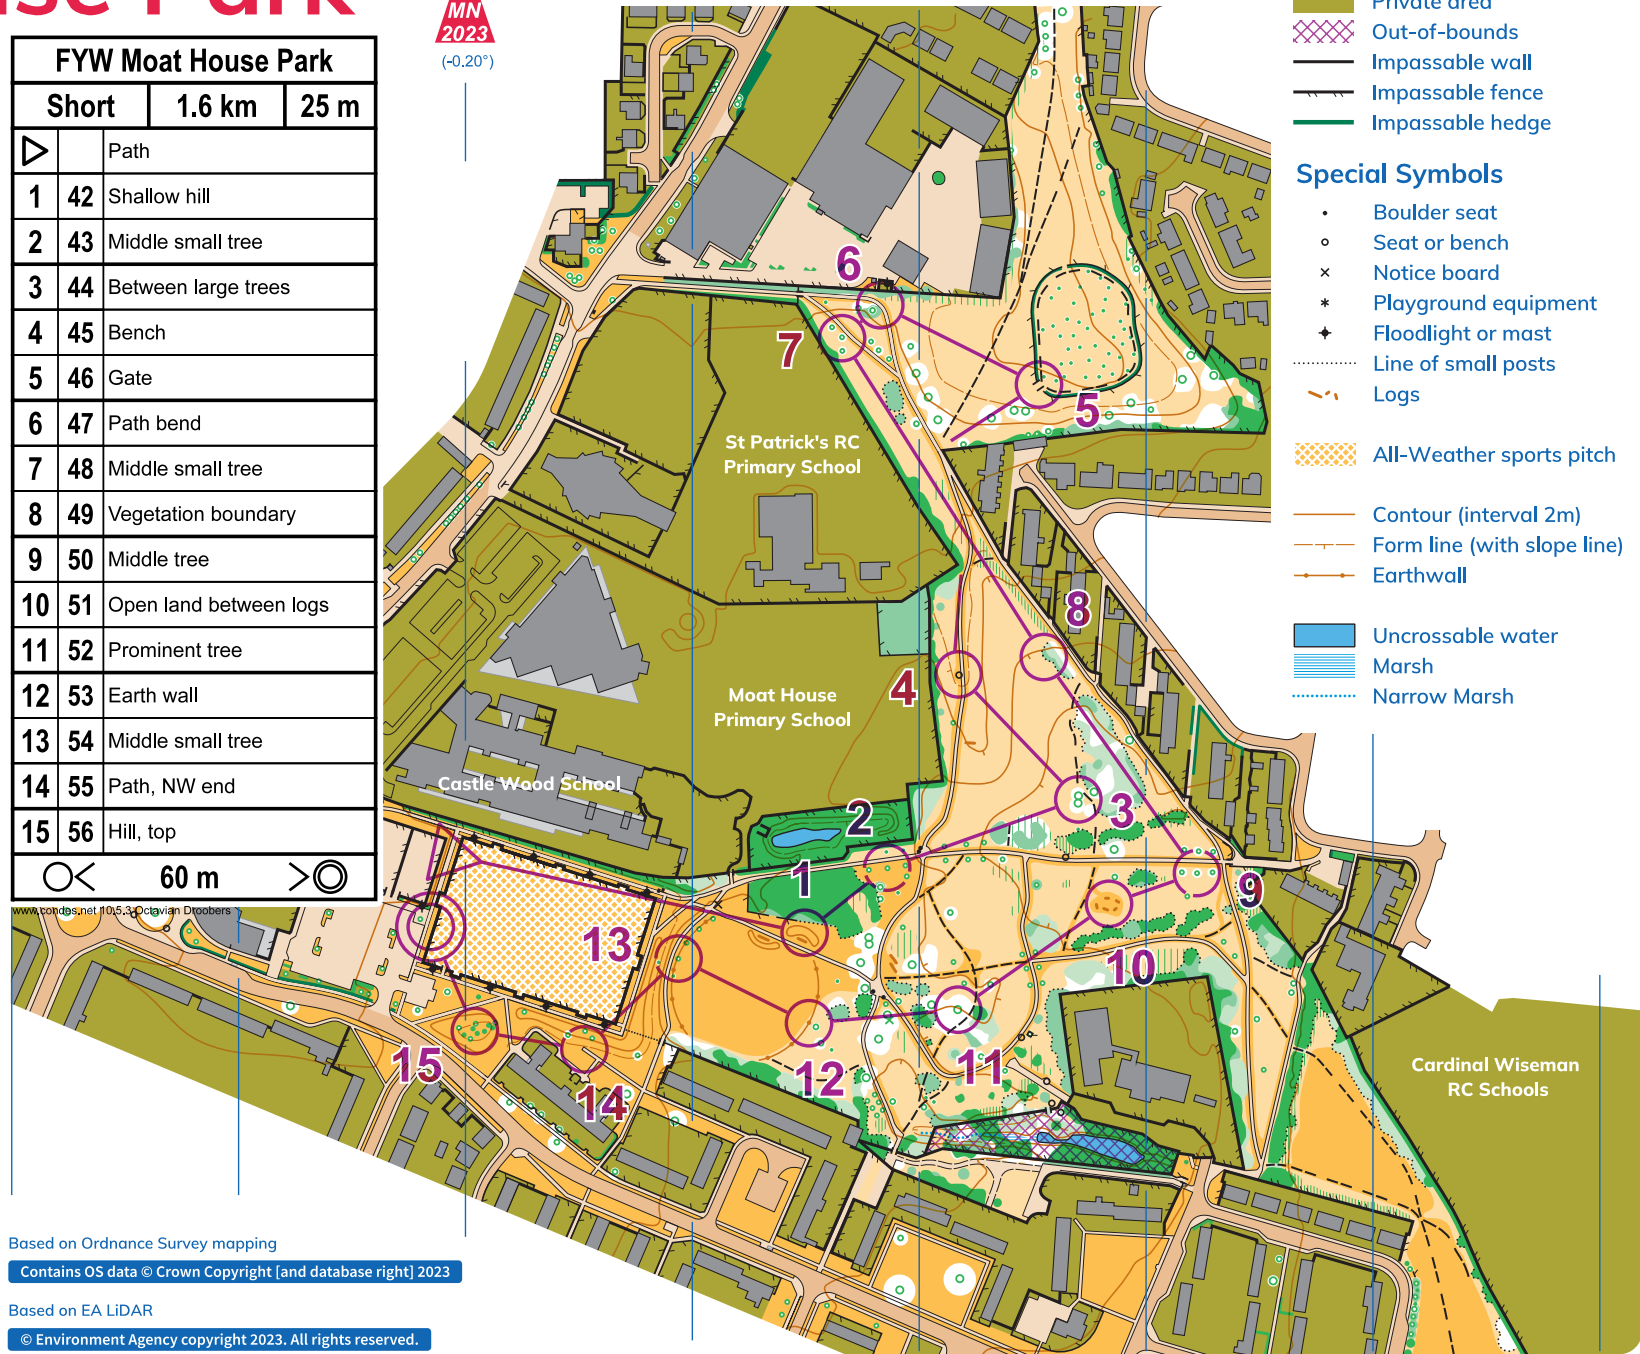 MN
2023
(-0.20°)
FYW Moat House Park
Short 1.6 km 25 m
Path
1 42 Shallow hill
2 43 Middle small tree
3 44 Between large trees
4 45 Bench
5 46 Gate
6 47 Path bend
7 48 Middle small tree
8 49 Vegetation boundary
9 50 Middle tree
10 51 Open land between logs
11 52 Prominent tree
12 53 Earth wall
13 54 Middle small tree
14 55 Path, NW end
15 56 Hill, top
60 m
www.condes.net 10.5.3 Octavian Droobers
Private area
Out-of-bounds
Impassable wall
Impassable fence
Impassable hedge
Special Symbols
Boulder seat
Seat or bench
Notice board
Playground equipment
Floodlight or mast
Line of small posts
Logs
All-Weather sports pitch
Contour (interval 2m)
Form line (with slope line)
Earthwall
Uncrossable water
Marsh
Narrow Marsh
6
7
5
St Patrick's RC
Primary School
8
4
Moat House
Primary School
Castle Wood School
2
3
1
9
13
10
12
11
15
14
Cardinal Wiseman
RC Schools
Based on Ordnance Survey mapping
Contains OS data © Crown Copyright [and database right] 2023
Based on EA LiDAR
© Environment Agency copyright 2023. All rights reserved.